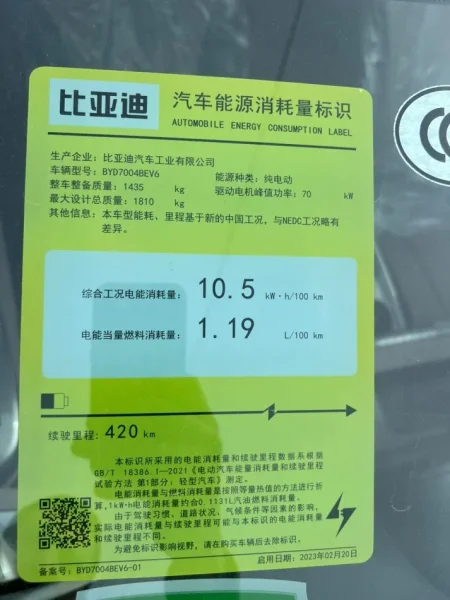 比亚迪 汽车能源消耗量标识
AUTOMOBILE ENERGY CONSUMPTION LABEL
生产企业：比亚迪汽车工业有限公司
车辆型号：BYD7004BEV6 能源种类：纯电动
整车整备质量：1435 kg 驱动电机峰值功率：70 kW
最大设计总质量：1810 kg
其他信息：本车型能耗、里程基于新的中国工况，与NEDC工况略有
差异。
综合工况电能消耗量：10.5 kW·h/100 km
电能当量燃料消耗量：1.19 L/100 km
续驶里程：420 km
本标识所采用的电能消耗量和续驶里程数据系根据
GB/T 18386.1—2021《电动汽车能量消耗量和续驶里程
试验方法 第1部分：轻型汽车》测定。
电能消耗量与燃料消耗量是按照等量热值的方法进行折
算，1kW·h电能消耗量约合0.1131L汽油燃料消耗量。
由于驾驶习惯、道路状况、气候条件等因素的影响，
实际电能消耗量与续驶里程可能与本标识的电能消耗量
和续驶里程不同。
为避免标识影响视野，请在购买车辆后去除标识。
备案号：BYD7004BEV6-01 启用日期：2023年02月20日